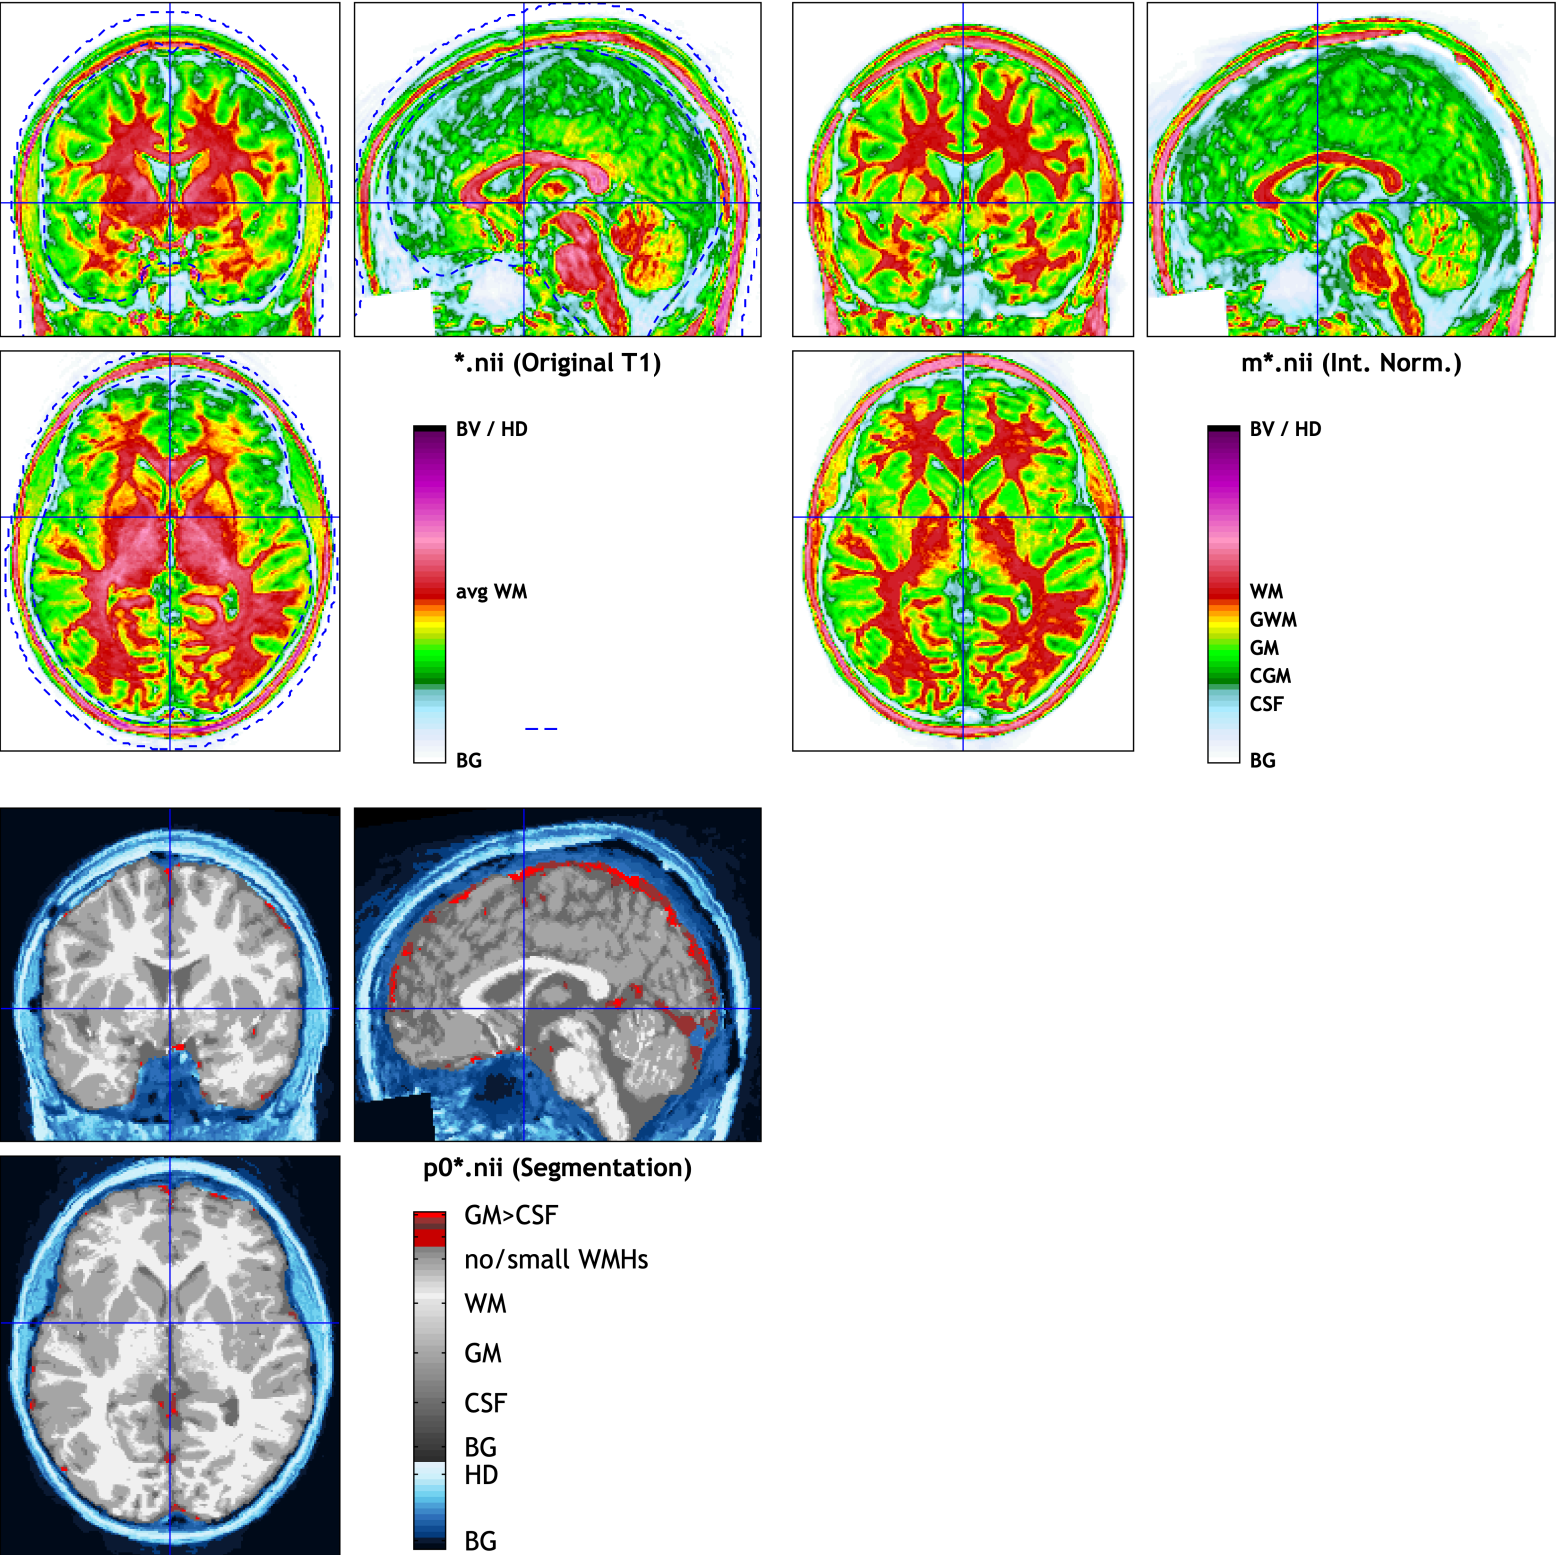 *.nii (Original T1)
BV / HD
avg WM
BG
m*.nii (Int. Norm.)
BV / HD
WM
GWM
GM
CGM
CSF
BG
p0*.nii (Segmentation)
GM>CSF
no/small WMHs
WM
GM
CSF
BG
HD
BG